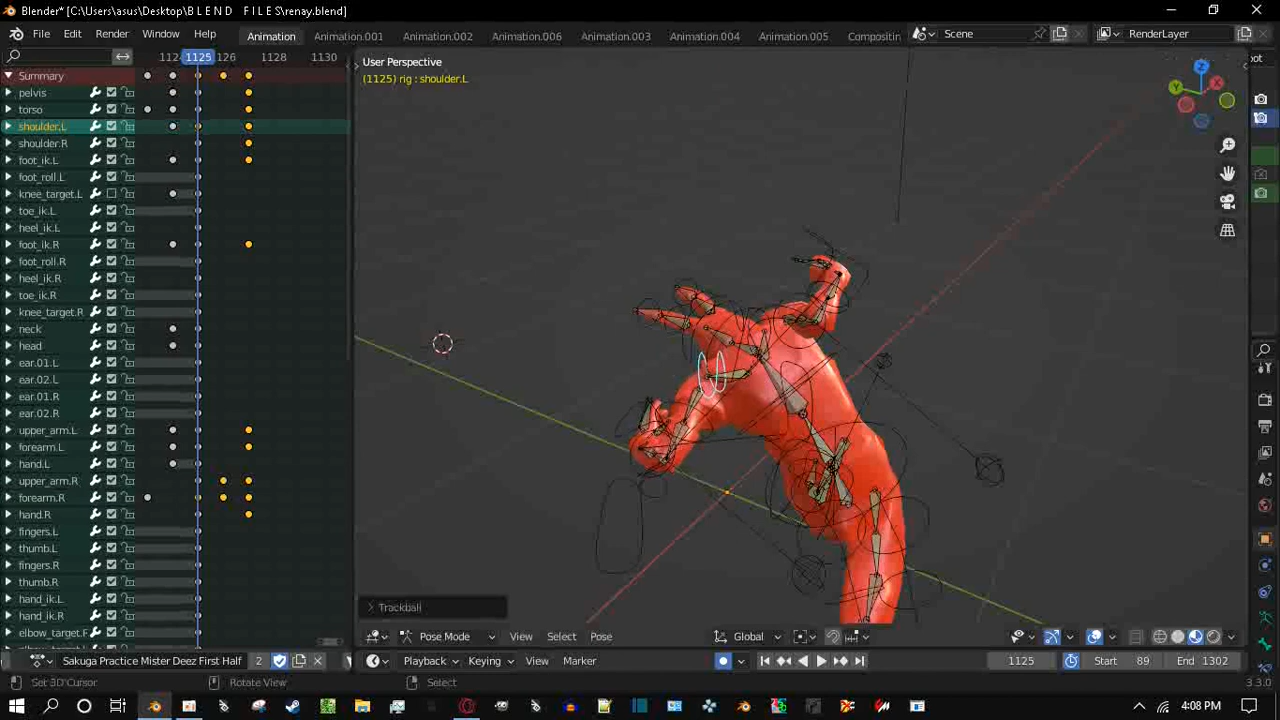 Blender* [C:\Users\asus\Desktop\B L E N D   F I L E S\renay.blend]
File Edit Render Window Help Animation Animation.001 Animation.002 Animation.006 Animation.003 Animation.004 Animation.005 Scene RenderLayer
1125 1128 1130
User Perspective
(1125) rig : shoulder.L
Summary
pelvis
torso
shoulder.L
shoulder.R
foot_ik.L
foot_roll.L
knee_target.L
toe_ik.L
heel_ik.L
foot_ik.R
foot_roll.R
heel_ik.R
toe_ik.R
knee_target.R
neck
head
ear.01.L
ear.02.L
ear.01.R
ear.02.R
upper_arm.L
forearm.L
hand.L
upper_arm.R
forearm.R
hand.R
fingers.L
thumb.L
fingers.R
thumb.R
hand_ik.L
hand_ik.R
Trackball
Pose Mode View Select Pose Global
Sakuga Practice Mister Deez First Half 2 Playback Keying View Marker 1125 Start 89 End 1302
Set 3D Cursor Rotate View Select 3.3.0
4:08 PM